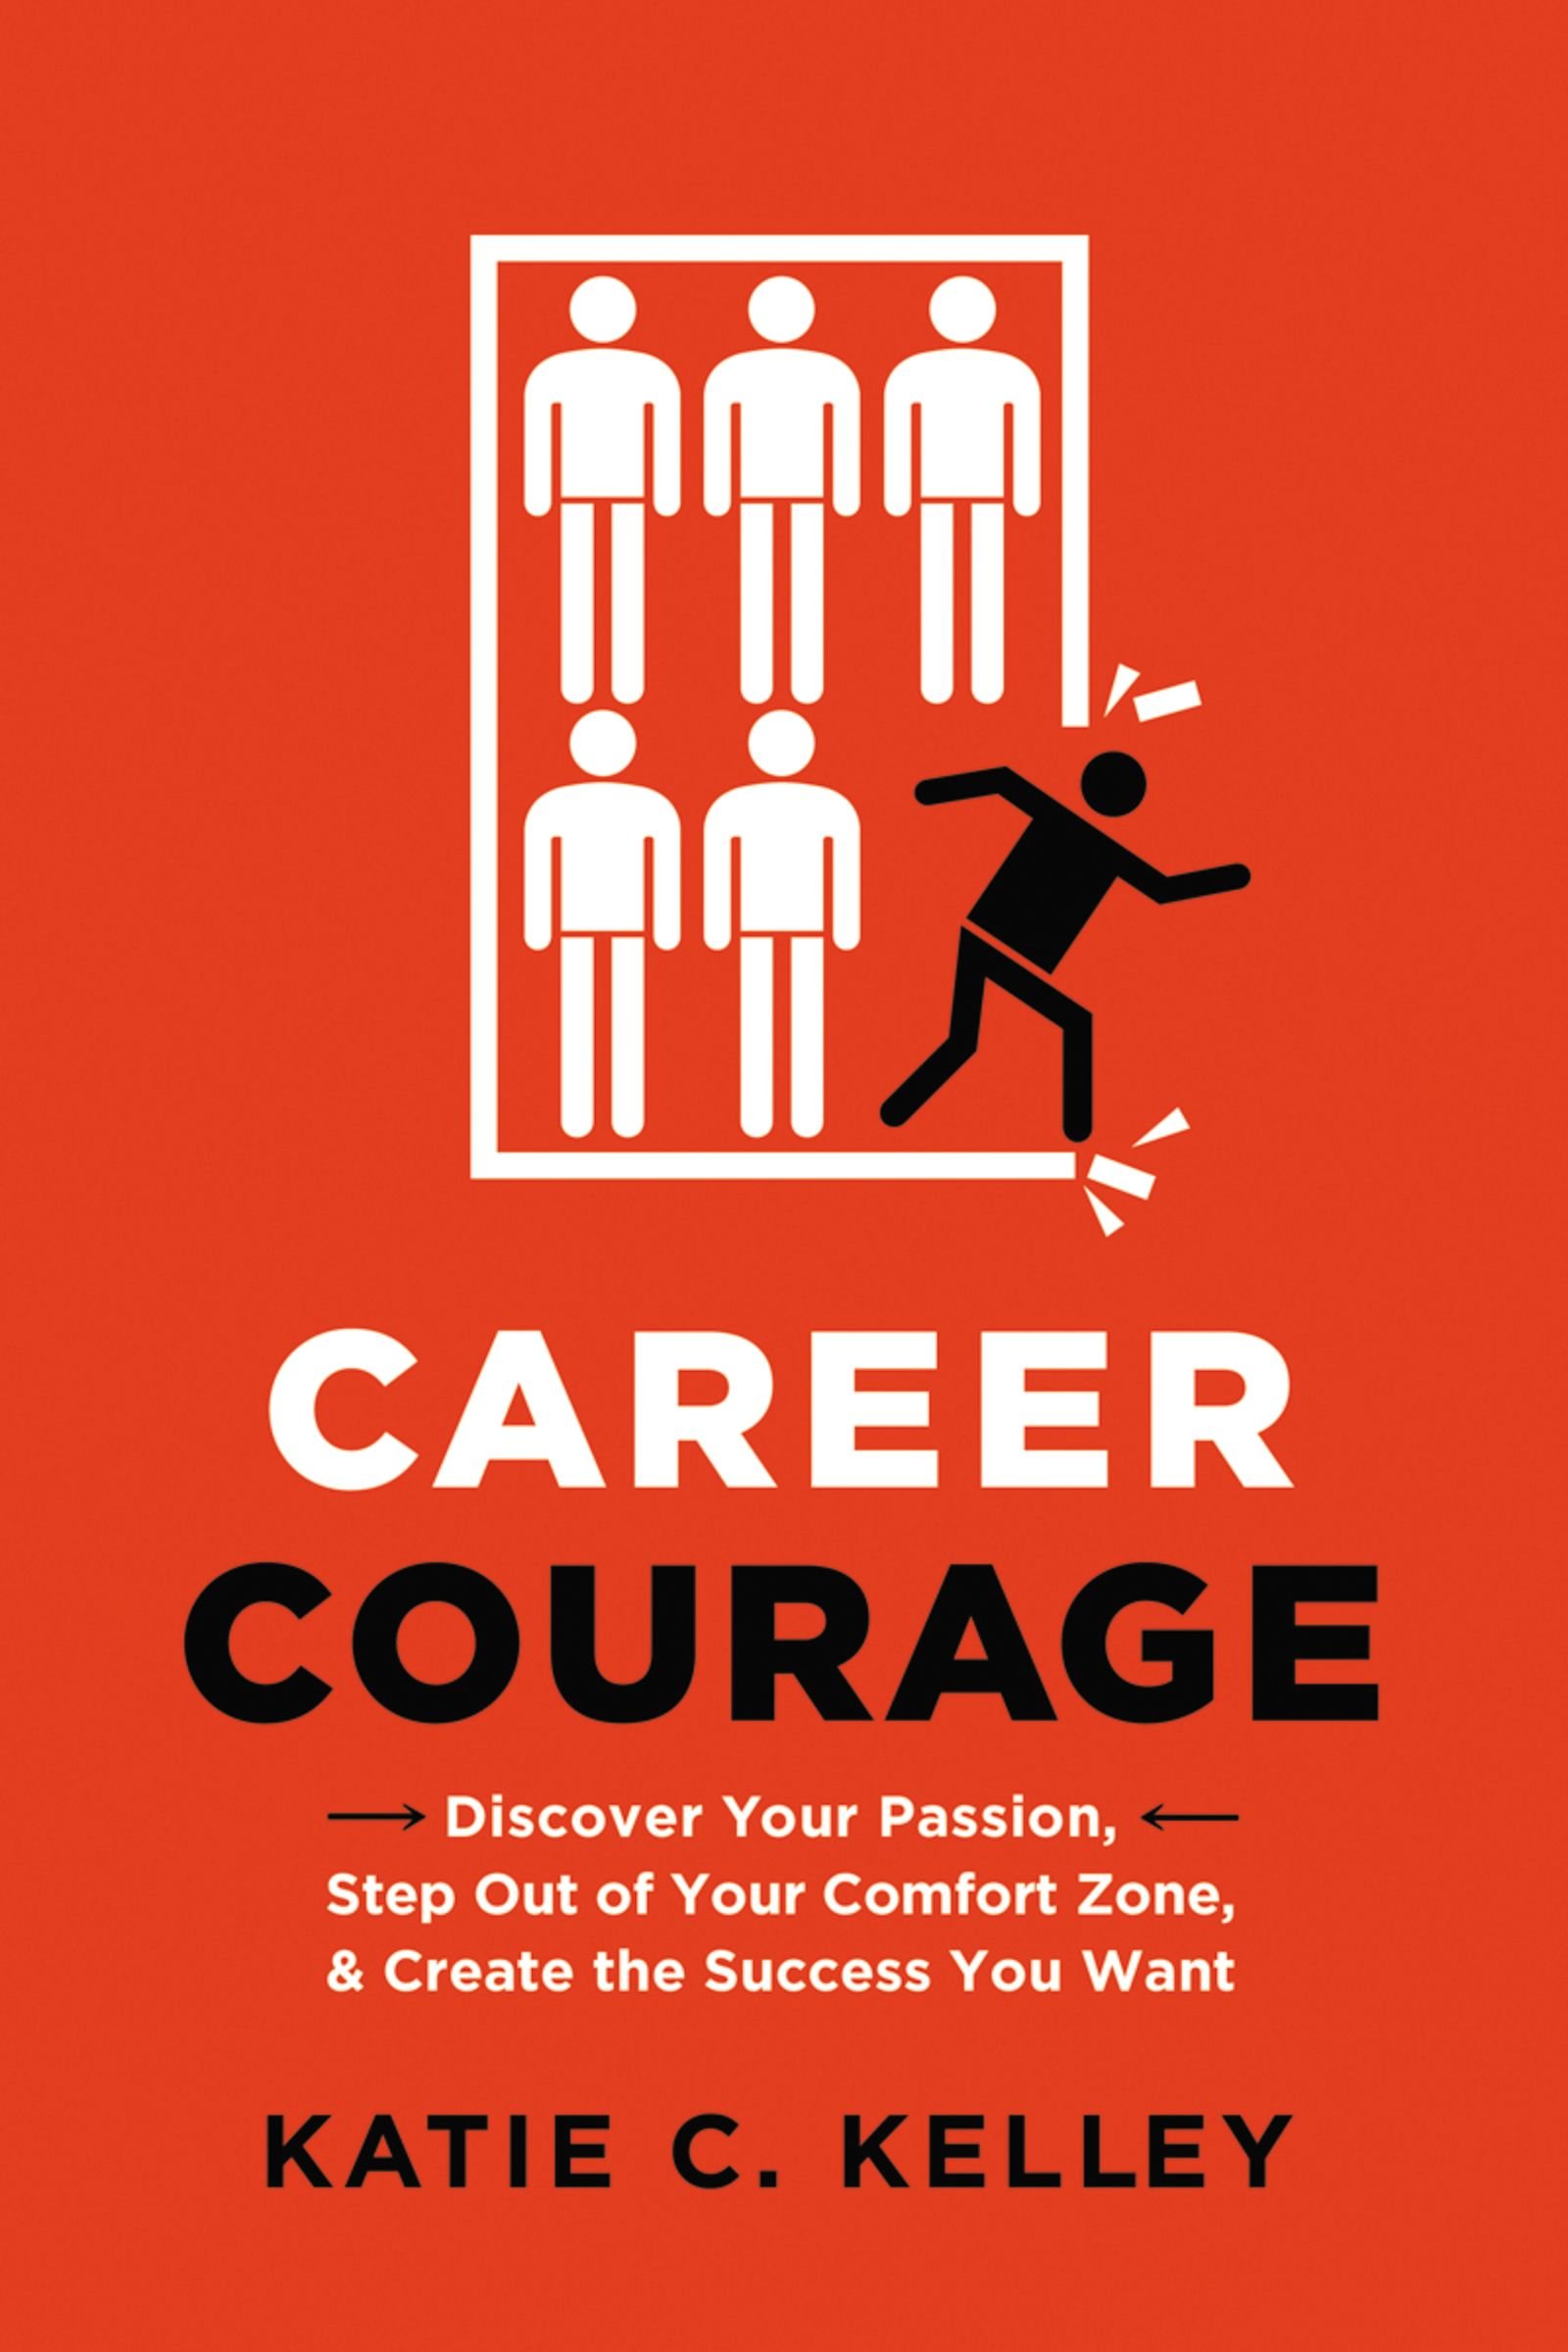 CAREER
COURAGE
Discover Your Passion,
Step Out of Your Comfort Zone,
& Create the Success You Want
KATIE C. KELLEY